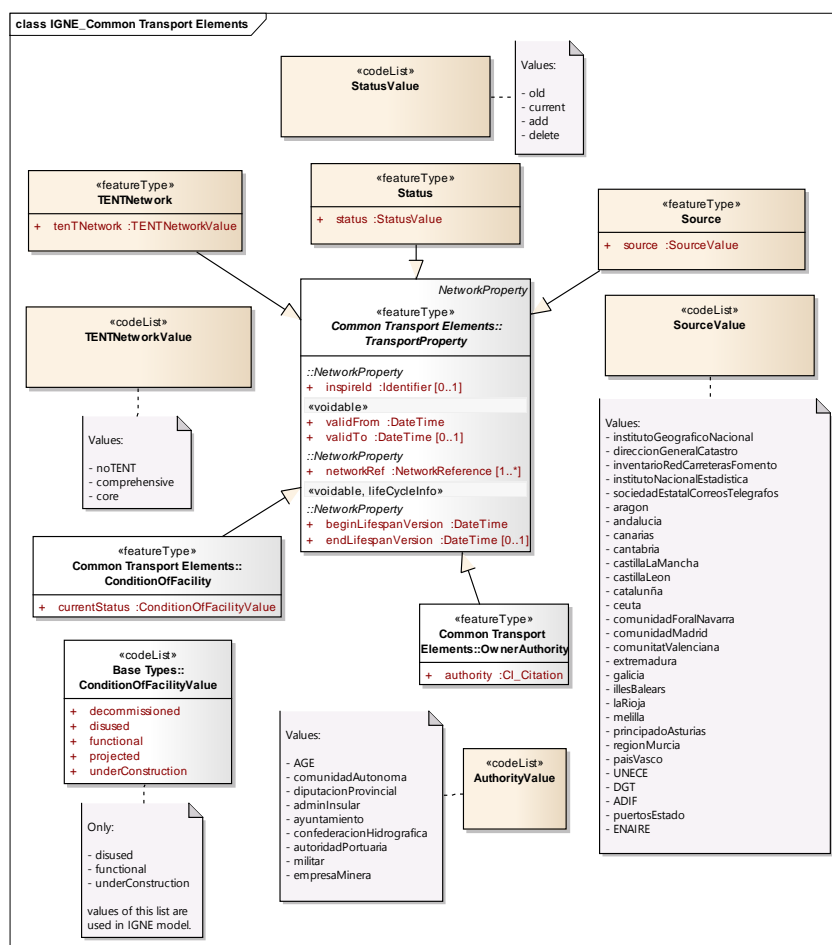 class IGNE_Common Transport Elements
«codeList»
StatusValue
Values:
- old
- current
- add
- delete
«featureType»
TENTNetwork
+ tenTNetwork :TENTNetworkValue
«featureType»
Status
+ status :StatusValue
«featureType»
Source
+ source :SourceValue
«codeList»
TENTNetworkValue
Values:
- noTENT
- comprehensive
- core
NetworkProperty
«featureType»
Common Transport Elements::
TransportProperty
::NetworkProperty
+ inspireId :Identifier [0..1]
«voidable»
+ validFrom :DateTime
+ validTo :DateTime [0..1]
::NetworkProperty
+ networkRef :NetworkReference [1..*]
«voidable, lifeCycleInfo»
::NetworkProperty
+ beginLifespanVersion :DateTime
+ endLifespanVersion :DateTime [0..1]
«codeList»
SourceValue
Values:
- institutoGeograficoNacional
- direccionGeneralCatastro
- inventarioRedCarreterasFomento
- institutoNacionalEstadística
- sociedadEstatalCorreosTelegrafos
- aragon
- andalucia
- canarias
- cantabria
- castillaLaMancha
- castillaLeon
- catalunña
- ceuta
- comunidadForalNavarra
- comunidadMadrid
- comunitatValenciana
- extremadura
- galicia
- illesBalears
- laRioja
- melilla
- principadoAsturias
- regionMurcia
- paisVasco
- UNECE
- DGT
- ADIF
- puertosEstado
- ENAIRE
«featureType»
Common Transport Elements::
ConditionOfFacility
+ currentStatus :ConditionOfFacilityValue
«featureType»
Common Transport
Elements::OwnerAuthority
+ authority :CI_Citation
«codeList»
Base Types::
ConditionOfFacilityValue
+ decommissioned
+ disused
+ functional
+ projected
+ underConstruction
Only:
- disused
- functional
- underConstruction
values of this list are
used in IGNE model.
Values:
- AGE
- comunidadAutonoma
- diputacionProvincial
- adminInsular
- ayuntamiento
- confederacionHidrografica
- autoridadPortuaria
- militar
- empresaMinera
«codeList»
AuthorityValue